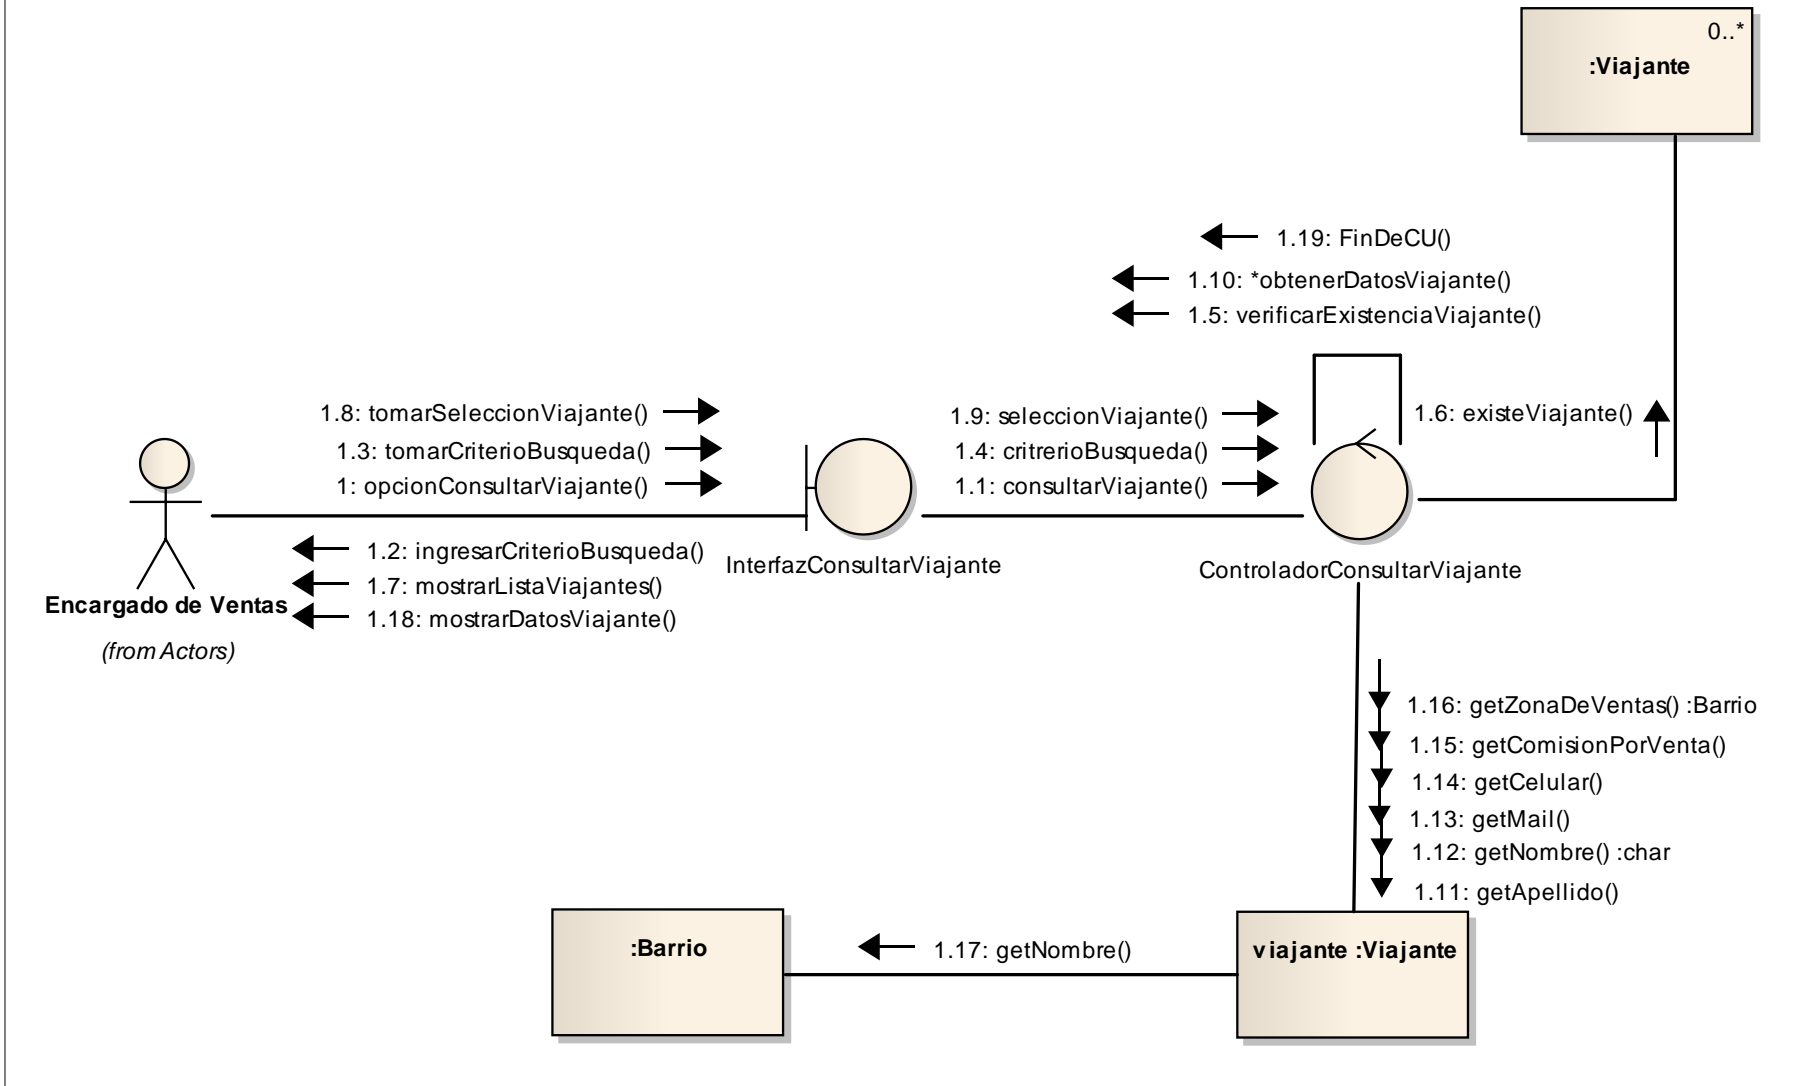 0..*
:Viajante
1.19: FinDeCU()
1.10: *obtenerDatosViajante()
1.5: verificarExistenciaViajante()
1.8: tomarSeleccionViajante()
1.3: tomarCriterioBusqueda()
1: opcionConsultarViajante()
1.9: seleccionViajante()
1.4: critrerioBusqueda()
1.1: consultarViajante()
1.6: existeViajante()
1.2: ingresarCriterioBusqueda()
1.7: mostrarListaViajantes()
1.18: mostrarDatosViajante()
InterfazConsultarViajante
ControladorConsultarViajante
Encargado de Ventas
(from Actors)
1.16: getZonaDeVentas() :Barrio
1.15: getComisionPorVenta()
1.14: getCelular()
1.13: getMail()
1.12: getNombre() :char
1.11: getApellido()
:Barrio
1.17: getNombre()
viajante :Viajante